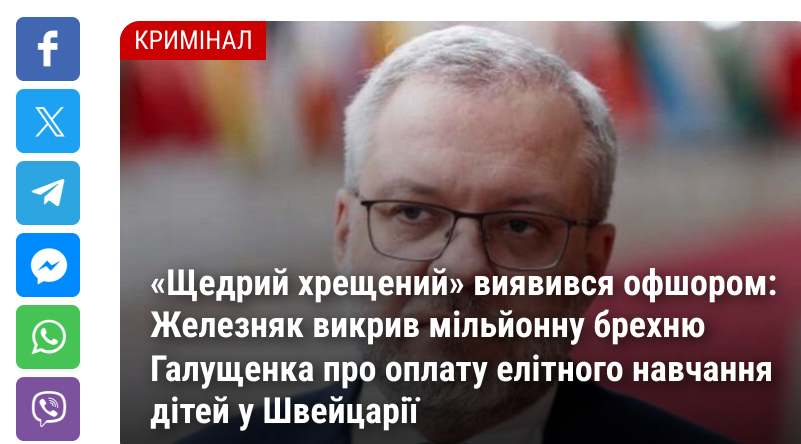 КРИМІНАЛ
«Щедрий хрещений» виявився офшором:
Железняк викрив мільйонну брехню
Галущенка про оплату елітного навчання
дітей у Швейцарії